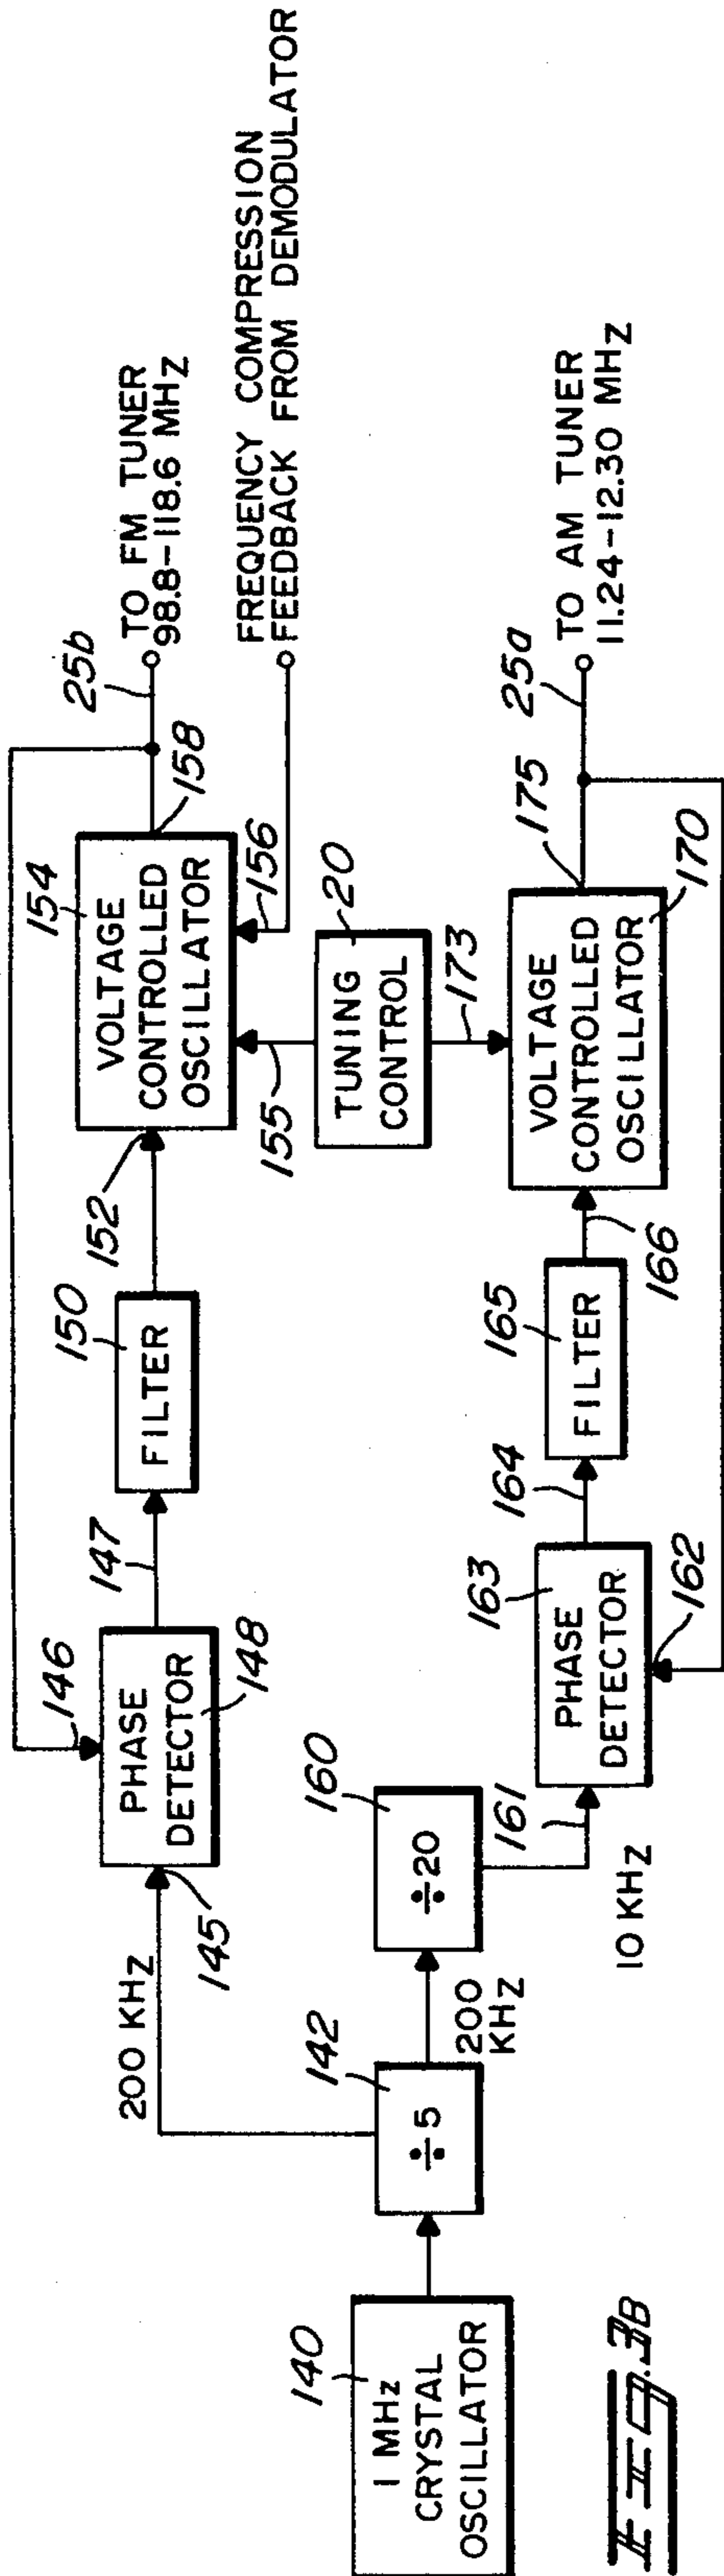 140
1 MHz
CRYSTAL
OSCILLATOR
142
÷5
200 KHz
145
146
PHASE
DETECTOR
148
147
150
FILTER
152
154
VOLTAGE
CONTROLLED
OSCILLATOR
158
25b
TO FM TUNER
98.8-118.6 MHz
156
FREQUENCY COMPRESSION
FEEDBACK FROM DEMODULATOR
155
20
TUNING
CONTROL
173
200
KHz
160
÷20
161
10 KHz
162
163
PHASE
DETECTOR
164
165
FILTER
166
VOLTAGE
CONTROLLED
OSCILLATOR
170
175
25a
TO AM TUNER
11.24-12.30 MHz
FIG. 3B